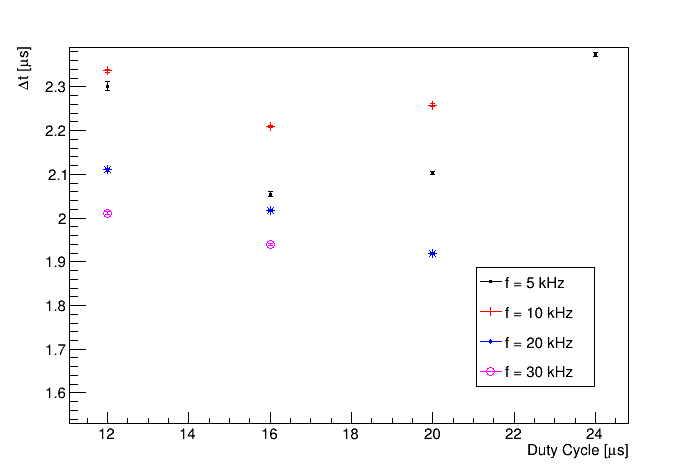 Δt [μs]
2.3
2.2
2.1
2
1.9
1.8
1.7
1.6
f = 5 kHz
f = 10 kHz
f = 20 kHz
f = 30 kHz
12 14 16 18 20 22 24
Duty Cycle [μs]